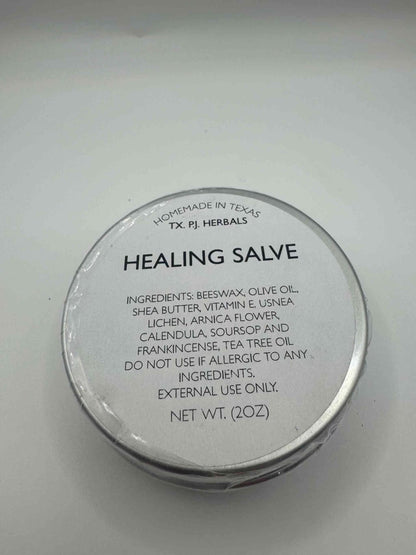 HOMEMADE IN TEXAS
TX. P.J. HERBALS
HEALING SALVE
INGREDIENTS: BEESWAX, OLIVE OIL,
SHEA BUTTER, VITAMIN E, USNEA
LICHEN, ARNICA FLOWER,
CALENDULA, SOURSOP AND
FRANKINCENSE, TEA TREE OIL
DO NOT USE IF ALLERGIC TO ANY
INGREDIENTS.
EXTERNAL USE ONLY.
NET WT. (2OZ)